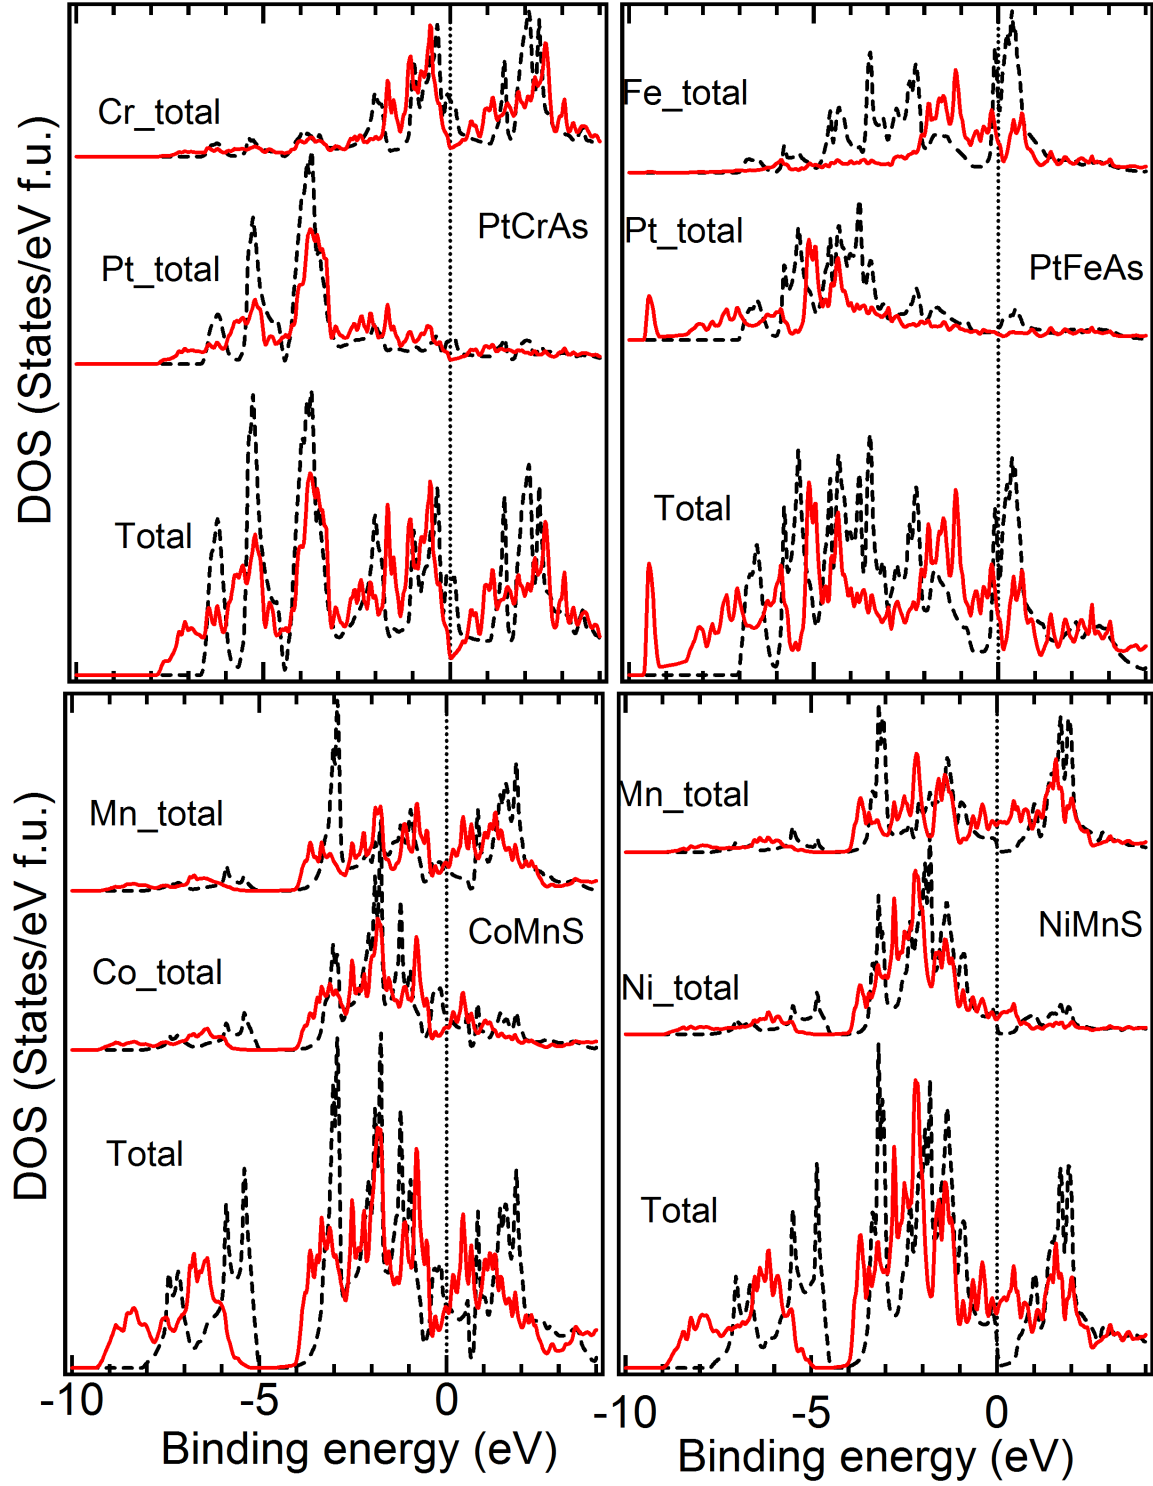 DOS (States/eV f.u.)
Cr_total
Pt_total
PtCrAs
Total
Fe_total
Pt_total
PtFeAs
Total
DOS (States/eV f.u.)
Mn_total
CoMnS
Co_total
Total
-10
-5
0
Binding energy (eV)
Mn_total
NiMnS
Ni_total
Total
-10
-5
0
Binding energy (eV)